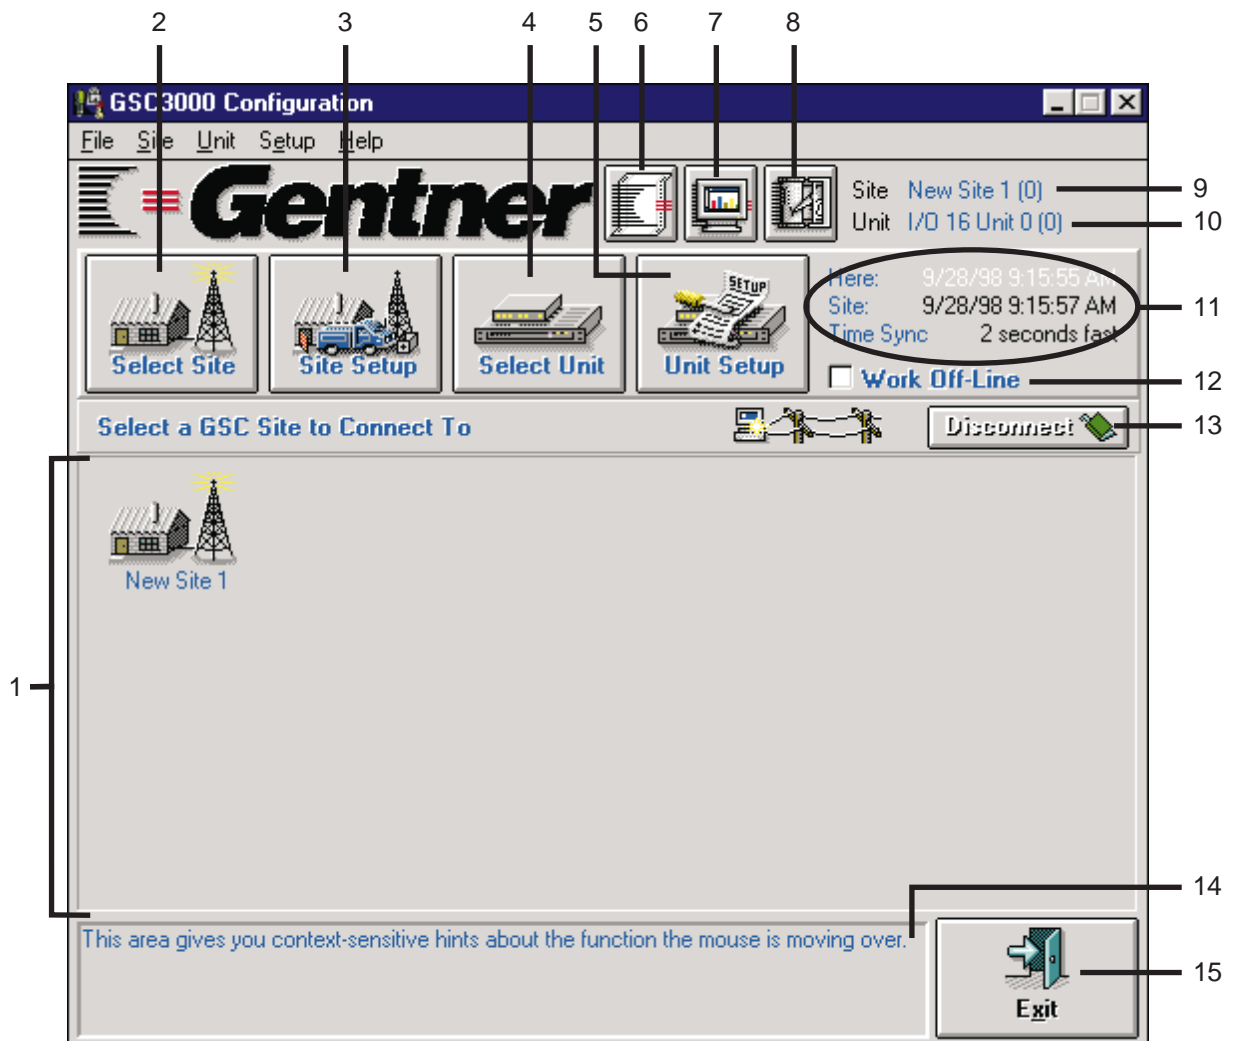 2 3 4 5 6 7 8
GSC3000 Configuration
File Site Unit Setup Help
Gentner
Site New Site 1 (0) 9
Unit I/O 16 Unit 0 (0) 10
SETUP
Select Site Site Setup Select Unit Unit Setup
Here: 9/28/98 9:15:55 AM
Site: 9/28/98 9:15:57 AM 11
Time Sync 2 seconds fast
Work Off-Line 12
Select a GSC Site to Connect To Disconnect 13
New Site 1
1
14
This area gives you context-sensitive hints about the function the mouse is moving over.
15
Exit